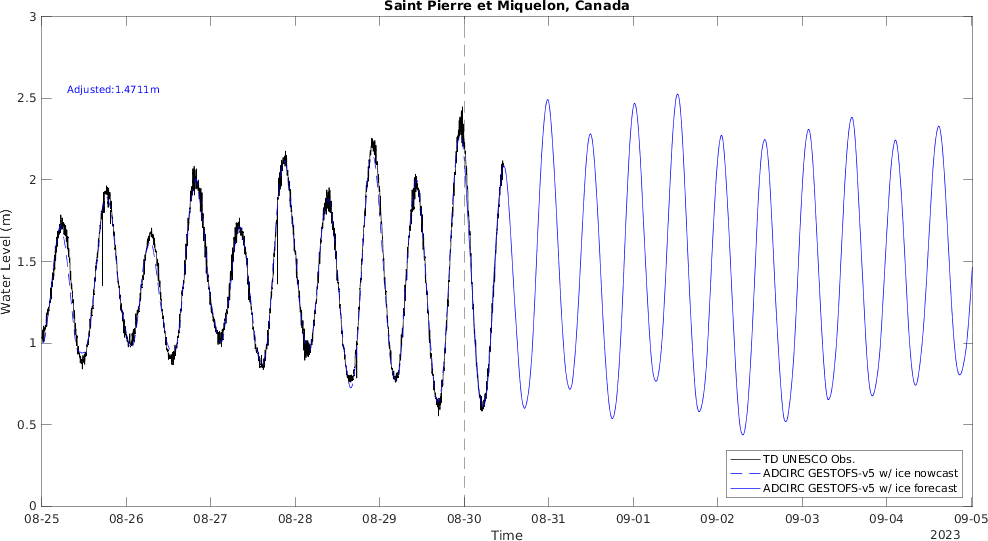 Saint Pierre et Miquelon, Canada
3
Adjusted:1.4711m
2.5
2
1.5
1
0.5
0
Water Level (m)
TD UNESCO Obs.
ADCIRC GESTOFS-v5 w/ ice nowcast
ADCIRC GESTOFS-v5 w/ ice forecast
08-25 08-26 08-27 08-28 08-29 08-30 08-31 09-01 09-02 09-03 09-04 09-05
Time
2023